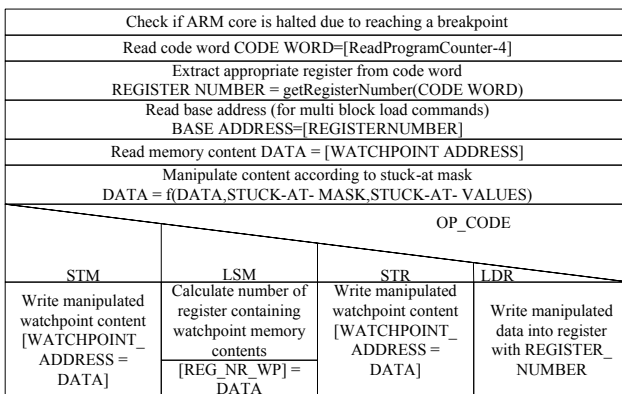 Check if ARM core is halted due to reaching a breakpoint
Read code word CODE WORD=[ReadProgramCounter-4]
Extract appropriate register from code word
REGISTER NUMBER = getRegisterNumber(CODE WORD)
Read base address (for multi block load commands)
BASE ADDRESS=[REGISTERNUMBER]
Read memory content DATA = [WATCHPOINT ADDRESS]
Manipulate content according to stuck-at mask
DATA = f(DATA,STUCK-AT- MASK,STUCK-AT- VALUES)
OP_CODE
STM
Write manipulated
watchpoint content
[WATCHPOINT_
ADDRESS =
DATA]
LSM
Calculate number of
register containing
watchpoint memory
contents
[REG_NR_WP] =
DATA
STR
Write manipulated
watchpoint content
[WATCHPOINT_
ADDRESS =
DATA]
LDR
Write manipulated
data into register
with REGISTER_
NUMBER